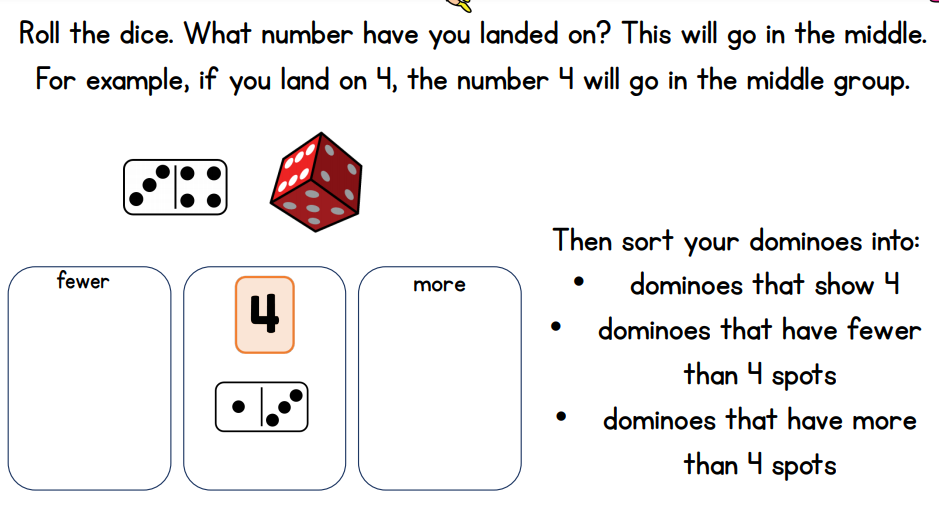 Roll the dice. What number have you landed on? This will go in the middle.
For example, if you land on 4, the number 4 will go in the middle group.
fewer
4
more
Then sort your dominoes into:
• dominoes that show 4
• dominoes that have fewer
than 4 spots
• dominoes that have more
than 4 spots